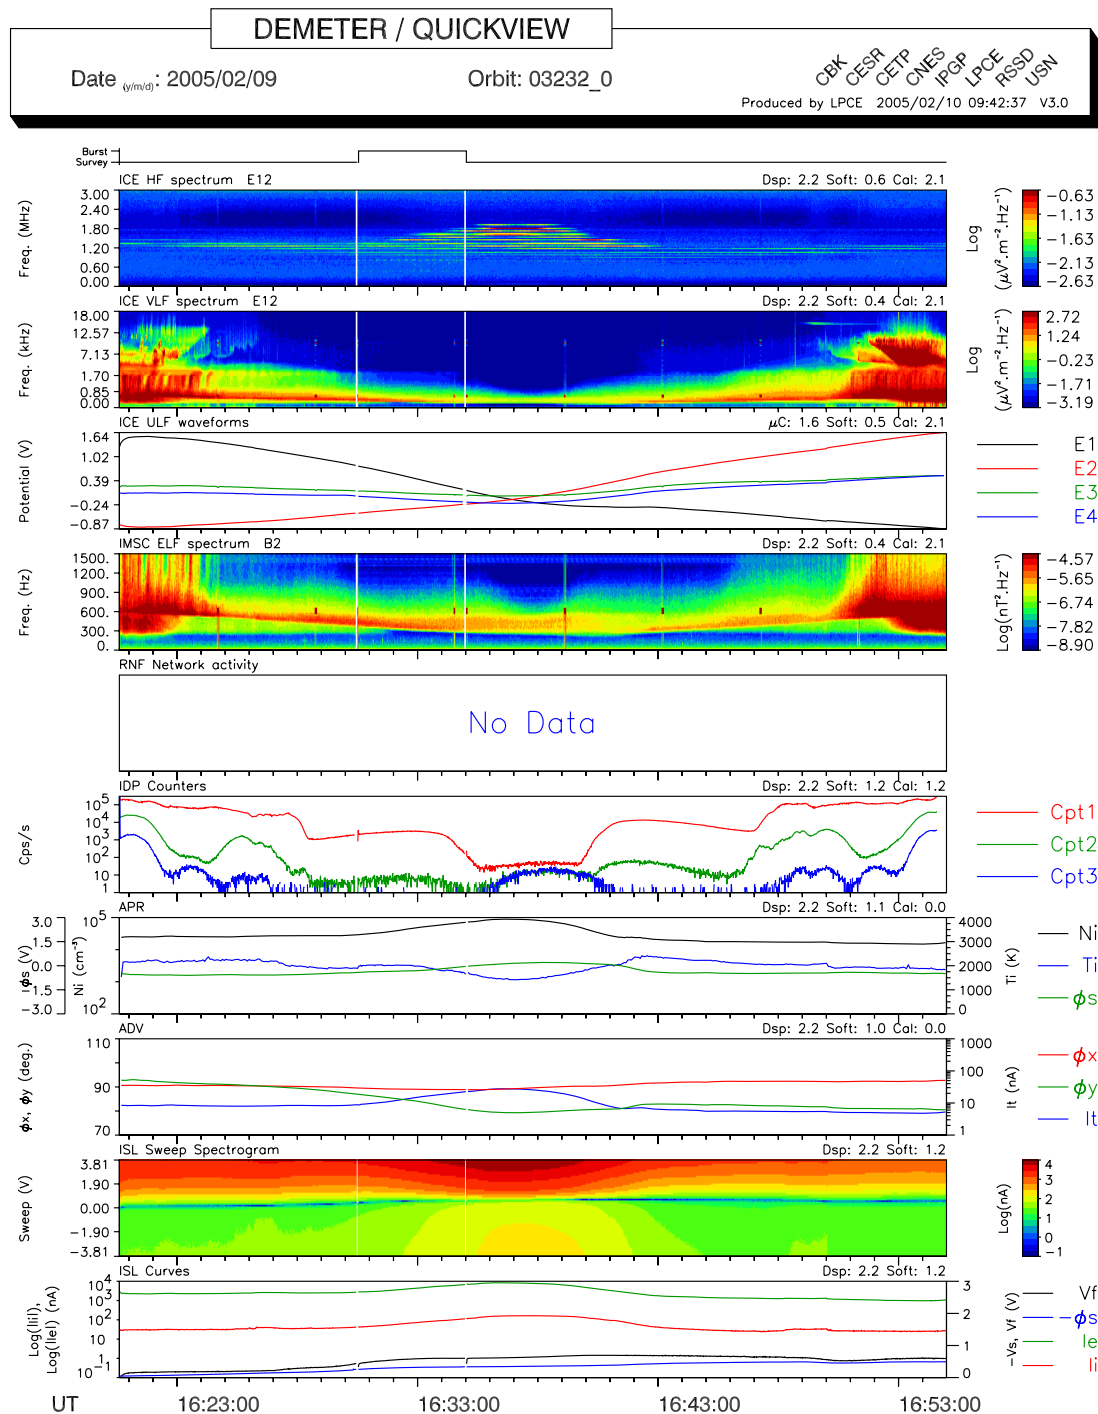 DEMETER / QUICKVIEW
Date (y/m/d): 2005/02/09 Orbit: 03232_0
CBK CESR CETP CNES IPGP LPCE RSSD USN
Produced by LPCE 2005/02/10 09:42:37 V3.0
Burst
Survey
ICE HF spectrum E12 Dsp: 2.2 Soft: 0.6 Cal: 2.1
Freq. (MHz)
3.00
2.40
1.80
1.20
0.60
0.00
Log
(μV².m⁻².Hz⁻¹)
−0.63
−1.13
−1.63
−2.13
−2.63
ICE VLF spectrum E12 Dsp: 2.2 Soft: 0.4 Cal: 2.1
Freq. (kHz)
18.00
12.57
7.13
1.70
0.85
0.00
Log
(μV².m⁻².Hz⁻¹)
2.72
1.24
−0.23
−1.71
−3.19
ICE ULF waveforms μC: 1.6 Soft: 0.5 Cal: 2.1
Potential (V)
1.64
1.02
0.39
−0.24
−0.87
E1
E2
E3
E4
IMSC ELF spectrum B2 Dsp: 2.2 Soft: 0.4 Cal: 2.1
Freq. (Hz)
1500.
1200.
900.
600.
300.
0.
Log(nT².Hz⁻¹)
−4.57
−5.65
−6.74
−7.82
−8.90
RNF Network activity
No Data
IDP Counters Dsp: 2.2 Soft: 1.2 Cal: 1.2
Cps/s
10⁵
10⁴
10³
10²
10
1
Cpt1
Cpt2
Cpt3
APR Dsp: 2.2 Soft: 1.1 Cal: 0.0
−ϕs (V)
3.0
1.5
0.0
−1.5
−3.0
Ni (cm⁻³)
10⁵
10²
4000
3000
2000
1000
0
Ti (K)
Ni
Ti
ϕs
ADV Dsp: 2.2 Soft: 1.0 Cal: 0.0
ϕx, ϕy (deg.)
110
90
70
1000
100
10
1
It (nA)
ϕx
ϕy
It
ISL Sweep Spectrogram Dsp: 2.2 Soft: 1.2
Sweep (V)
3.81
1.90
0.00
−1.90
−3.81
Log(nA)
4
3
2
1
0
−1
ISL Curves Dsp: 2.2 Soft: 1.2
Log(|Ii|),
Log(|Ie|) (nA)
10⁴
10³
10²
10
1
10⁻¹
3
2
1
0
−Vs, Vf (V)
Vf
−ϕs
Ie
Ii
UT 16:23:00 16:33:00 16:43:00 16:53:00